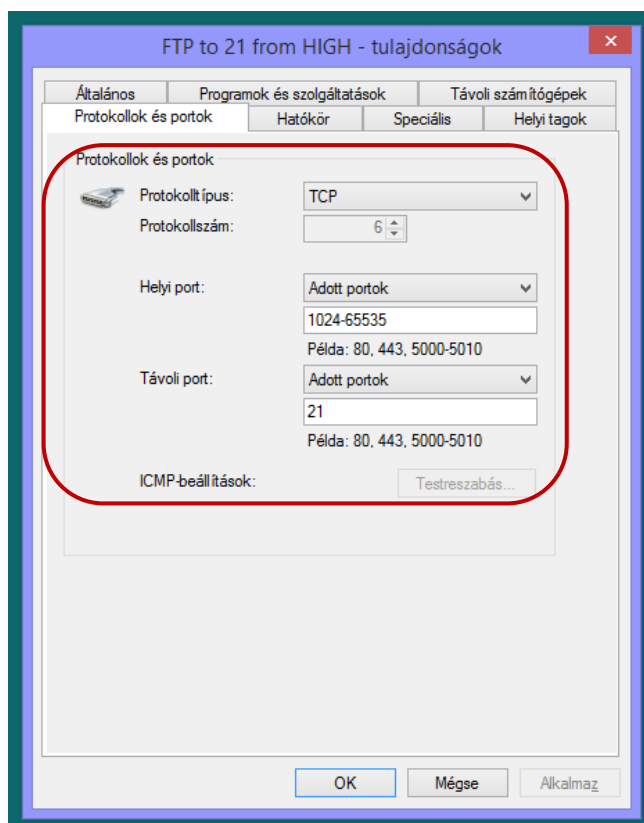 FTP to 21 from HIGH - tulajdonságok
Általános Programok és szolgáltatások Távoli számítógépek
Protokollok és portok Hatókör Speciális Helyi tagok
Protokollok és portok
Protokolltípus: TCP
Protokollszám: 6
Helyi port: Adott portok
1024-65535
Példa: 80, 443, 5000-5010
Távoli port: Adott portok
21
Példa: 80, 443, 5000-5010
ICMP-beállítások: Testreszabás...
OK Mégse Alkalmaz